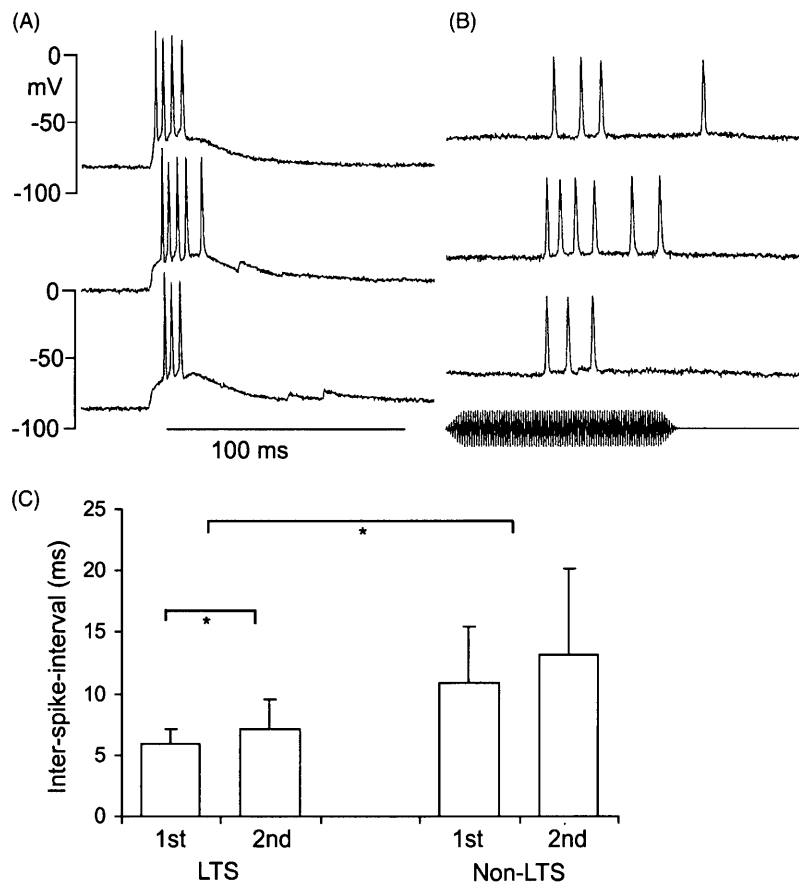 (A)
(B)
0
mV
-50
-100
0
-50
-100
100 ms
(C)
25
20
15
10
5
0
Inter-spike-interval (ms)
*
*
1st
2nd
1st
2nd
LTS
Non-LTS